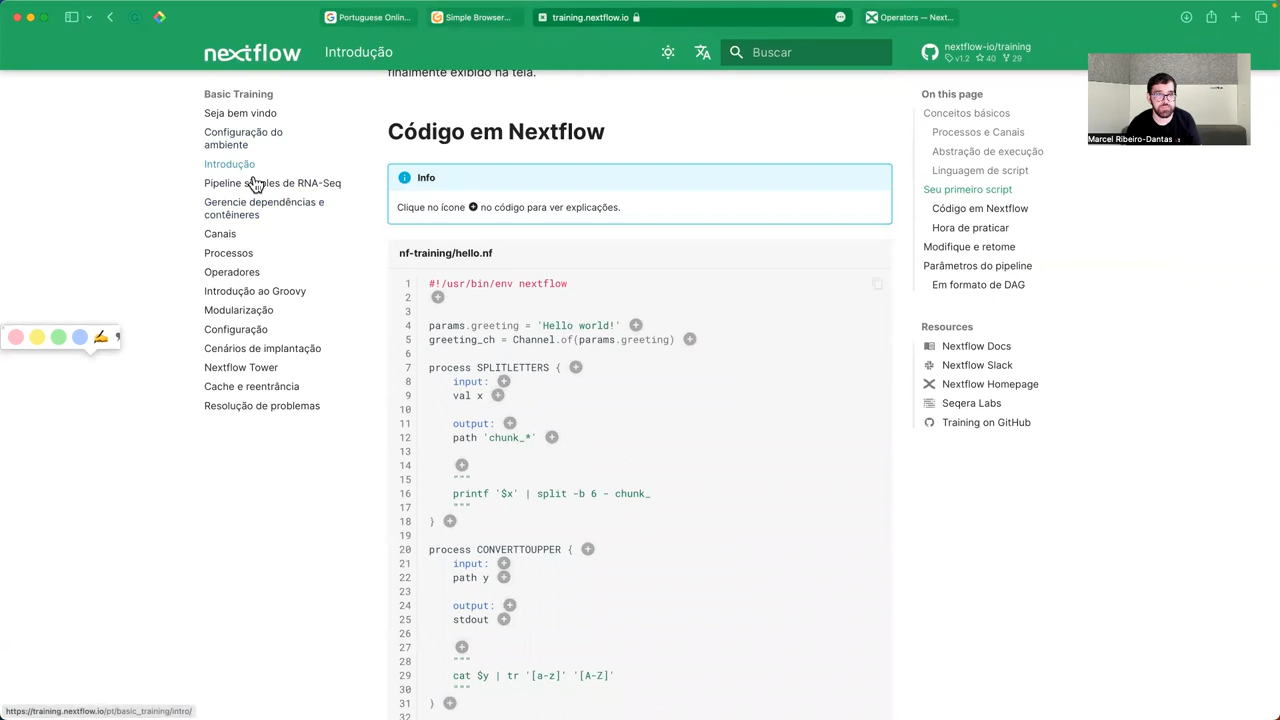 Portuguese Onlin...
Simple Browser...
training.nextflow.io
Operators — Next...
nextflow
Introdução
Buscar
nextflow-io/training
v1.2 40 29
Marcel Ribeiro-Dantas
Basic Training
Seja bem vindo
Configuração do
ambiente
Introdução
Pipeline simples de RNA-Seq
Gerencie dependências e
contêineres
Canais
Processos
Operadores
Introdução ao Groovy
Modularização
Configuração
Cenários de implantação
Nextflow Tower
Cache e reentrância
Resolução de problemas
finalmente exibido na tela.
Código em Nextflow
Info
Clique no ícone + no código para ver explicações.
nf-training/hello.nf
1 #!/usr/bin/env nextflow
2
3
4 params.greeting = 'Hello world!'
5 greeting_ch = Channel.of(params.greeting)
6
7 process SPLITLETTERS {
8 input:
9 val x
10
11 output:
12 path 'chunk_*'
13
14
15 """
16 printf '$x' | split -b 6 - chunk_
17 """
18 }
19
20 process CONVERTTOUPPER {
21 input:
22 path y
23
24 output:
25 stdout
26
27
28 """
29 cat $y | tr '[a-z]' '[A-Z]'
30 """
31 }
32
On this page
Conceitos básicos
Processos e Canais
Abstração de execução
Linguagem de script
Seu primeiro script
Código em Nextflow
Hora de praticar
Modifique e retome
Parâmetros do pipeline
Em formato de DAG
Resources
Nextflow Docs
Nextflow Slack
Nextflow Homepage
Seqera Labs
Training on GitHub
https://training.nextflow.io/pt/basic_training/intro/